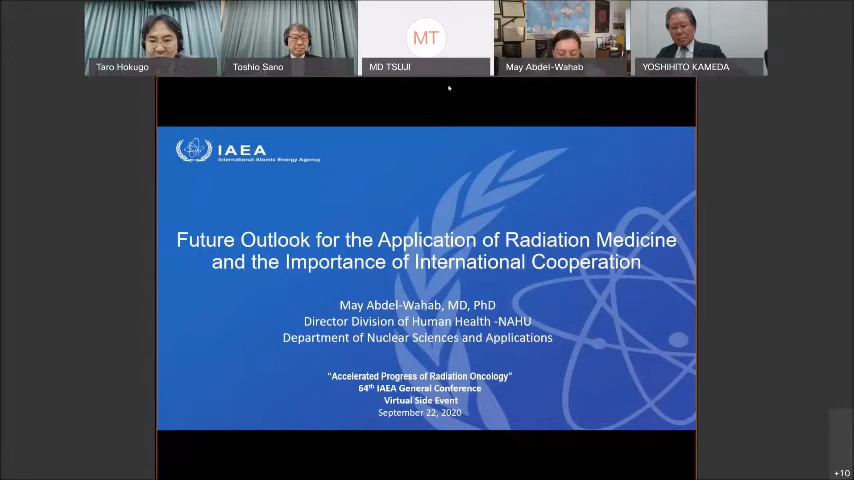 MT
Taro Hokugo
Toshio Sano
MD TSUJI
May Abdel-Wahab
YOSHIHITO KAMEDA
IAEA
International Atomic Energy Agency
Future Outlook for the Application of Radiation Medicine
and the Importance of International Cooperation
May Abdel-Wahab, MD, PhD
Director Division of Human Health -NAHU
Department of Nuclear Sciences and Applications
“Accelerated Progress of Radiation Oncology”
64th IAEA General Conference
Virtual Side Event
September 22, 2020
+10